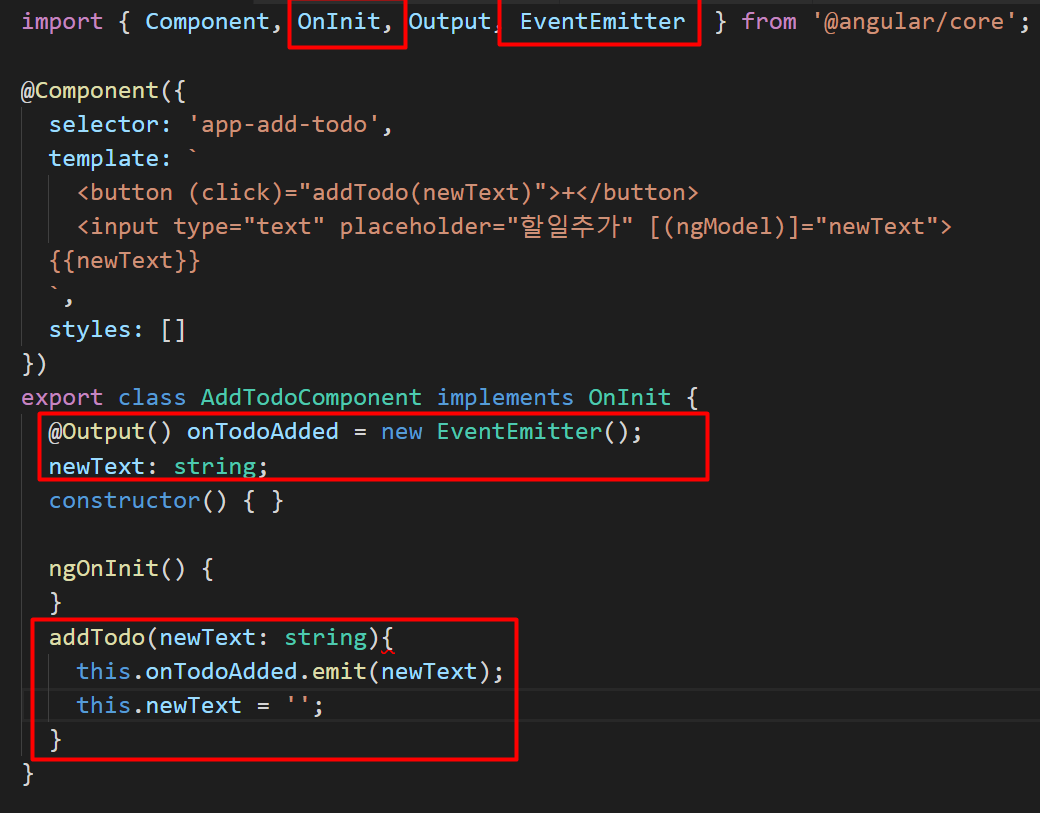 import { Component, OnInit, Output, EventEmitter } from '@angular/core';
@Component({
selector: 'app-add-todo',
template: `
<button (click)="addTodo(newText)">+</button>
<input type="text" placeholder="할일추가" [(ngModel)]="newText">
{{newText}}
`,
styles: []
})
export class AddTodoComponent implements OnInit {
@Output() onTodoAdded = new EventEmitter();
newText: string;
constructor() { }
ngOnInit() {
}
addTodo(newText: string){
this.onTodoAdded.emit(newText);
this.newText = '';
}
}